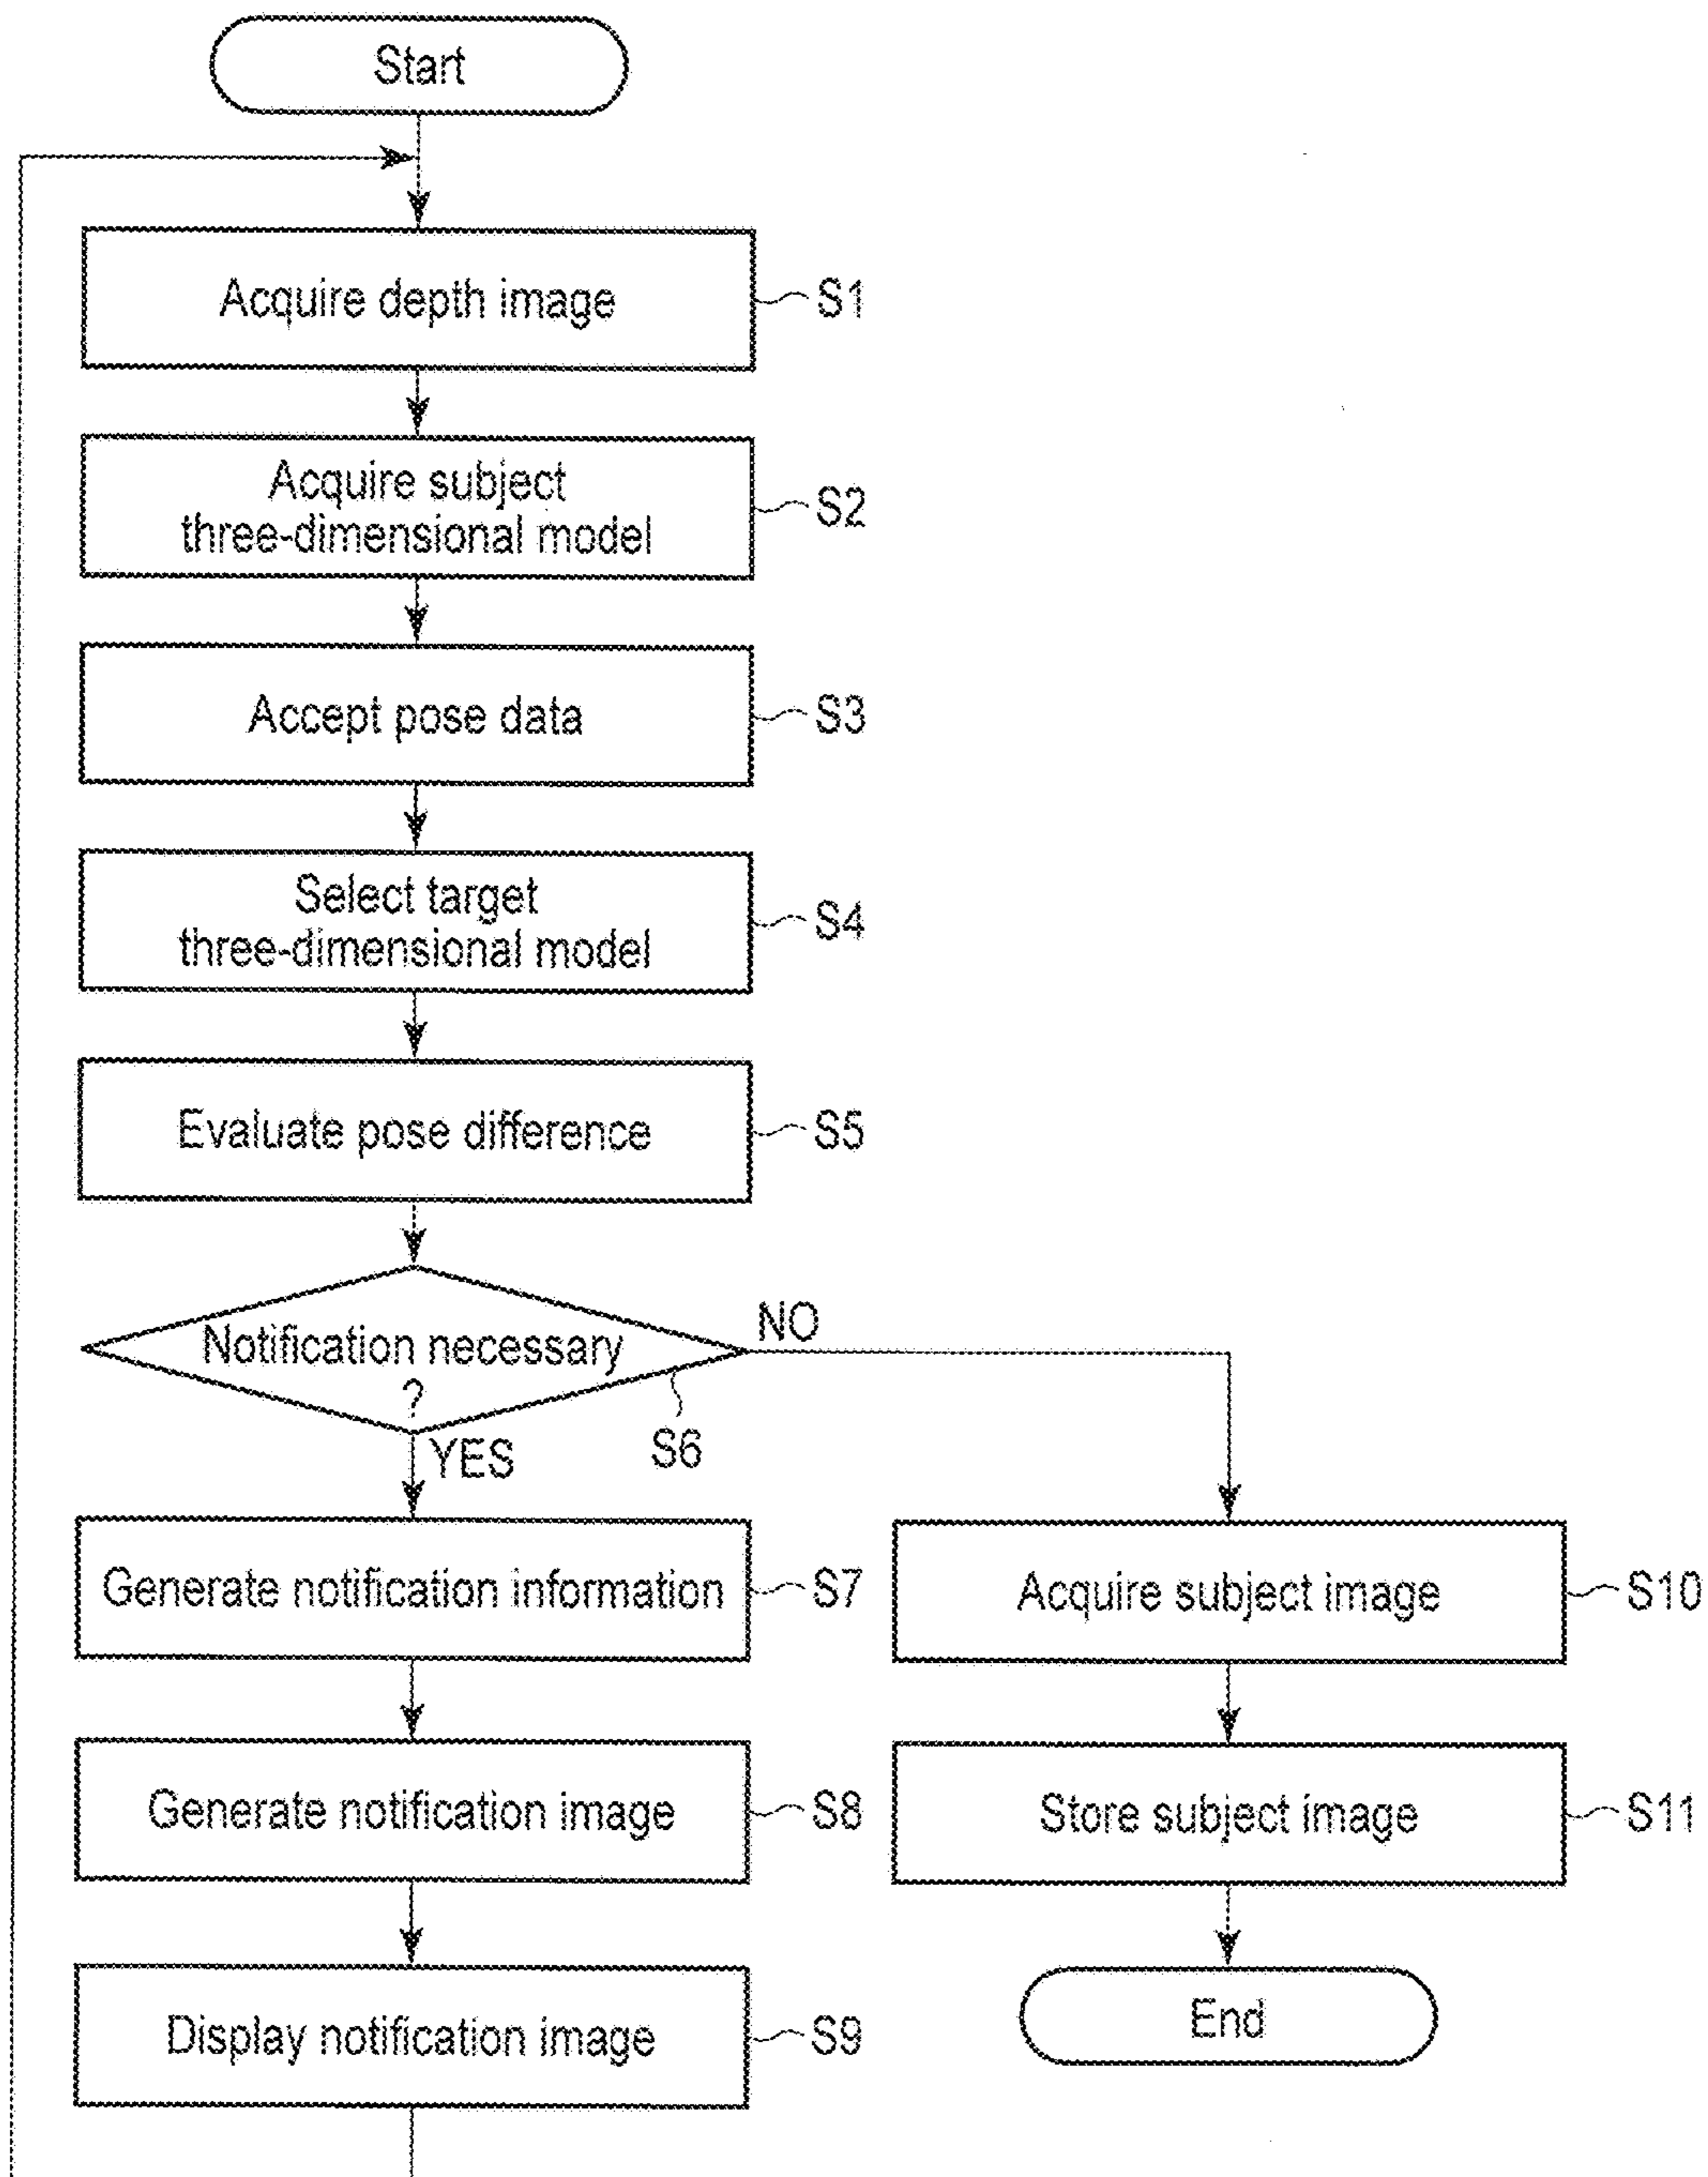 Start
Acquire depth image
S1
Acquire subject
three-dimensional model
S2
Accept pose data
S3
Select target
three-dimensional model
S4
Evaluate pose difference
S5
Notification necessary
?
NO
S6
YES
Generate notification information
S7
Acquire subject image
S10
Generate notification image
S8
Store subject image
S11
Display notification image
S9
End